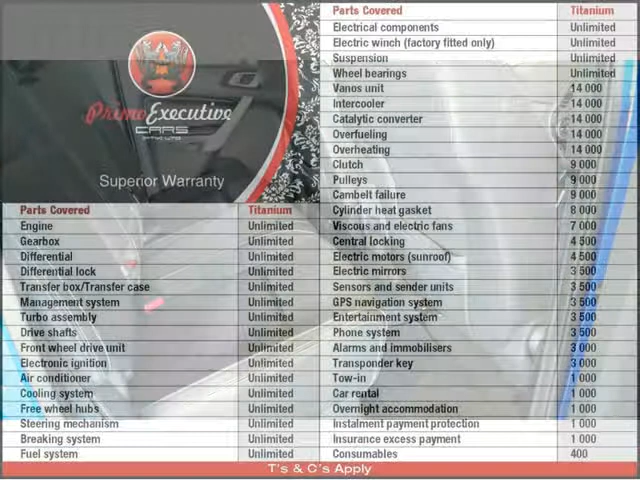 Primo Executive
CARS
(PTY) LTD
Superior Warranty
Parts Covered Titanium
Engine Unlimited
Gearbox Unlimited
Differential Unlimited
Differential lock Unlimited
Transfer box/Transfer case Unlimited
Management system Unlimited
Turbo assembly Unlimited
Drive shafts Unlimited
Front wheel drive unit Unlimited
Electronic ignition Unlimited
Air conditioner Unlimited
Cooling system Unlimited
Free wheel hubs Unlimited
Steering mechanism Unlimited
Breaking system Unlimited
Fuel system Unlimited
Parts Covered Titanium
Electrical components Unlimited
Electric winch (factory fitted only) Unlimited
Suspension Unlimited
Wheel bearings Unlimited
Vanos unit 14 000
Intercooler 14 000
Catalytic converter 14 000
Overfueling 14 000
Overheating 14 000
Clutch 9 000
Pulleys 9 000
Cambelt failure 9 000
Cylinder heat gasket 8 000
Viscous and electric fans 7 000
Central locking 4 500
Electric motors (sunroof) 4 500
Electric mirrors 3 500
Sensors and sender units 3 500
GPS navigation system 3 500
Entertainment system 3 500
Phone system 3 500
Alarms and immobilisers 3 000
Transponder key 3 000
Tow-in 1 000
Car rental 1 000
Overnight accommodation 1 000
Instalment payment protection 1 000
Insurance excess payment 1 000
Consumables 400
T's & C's Apply